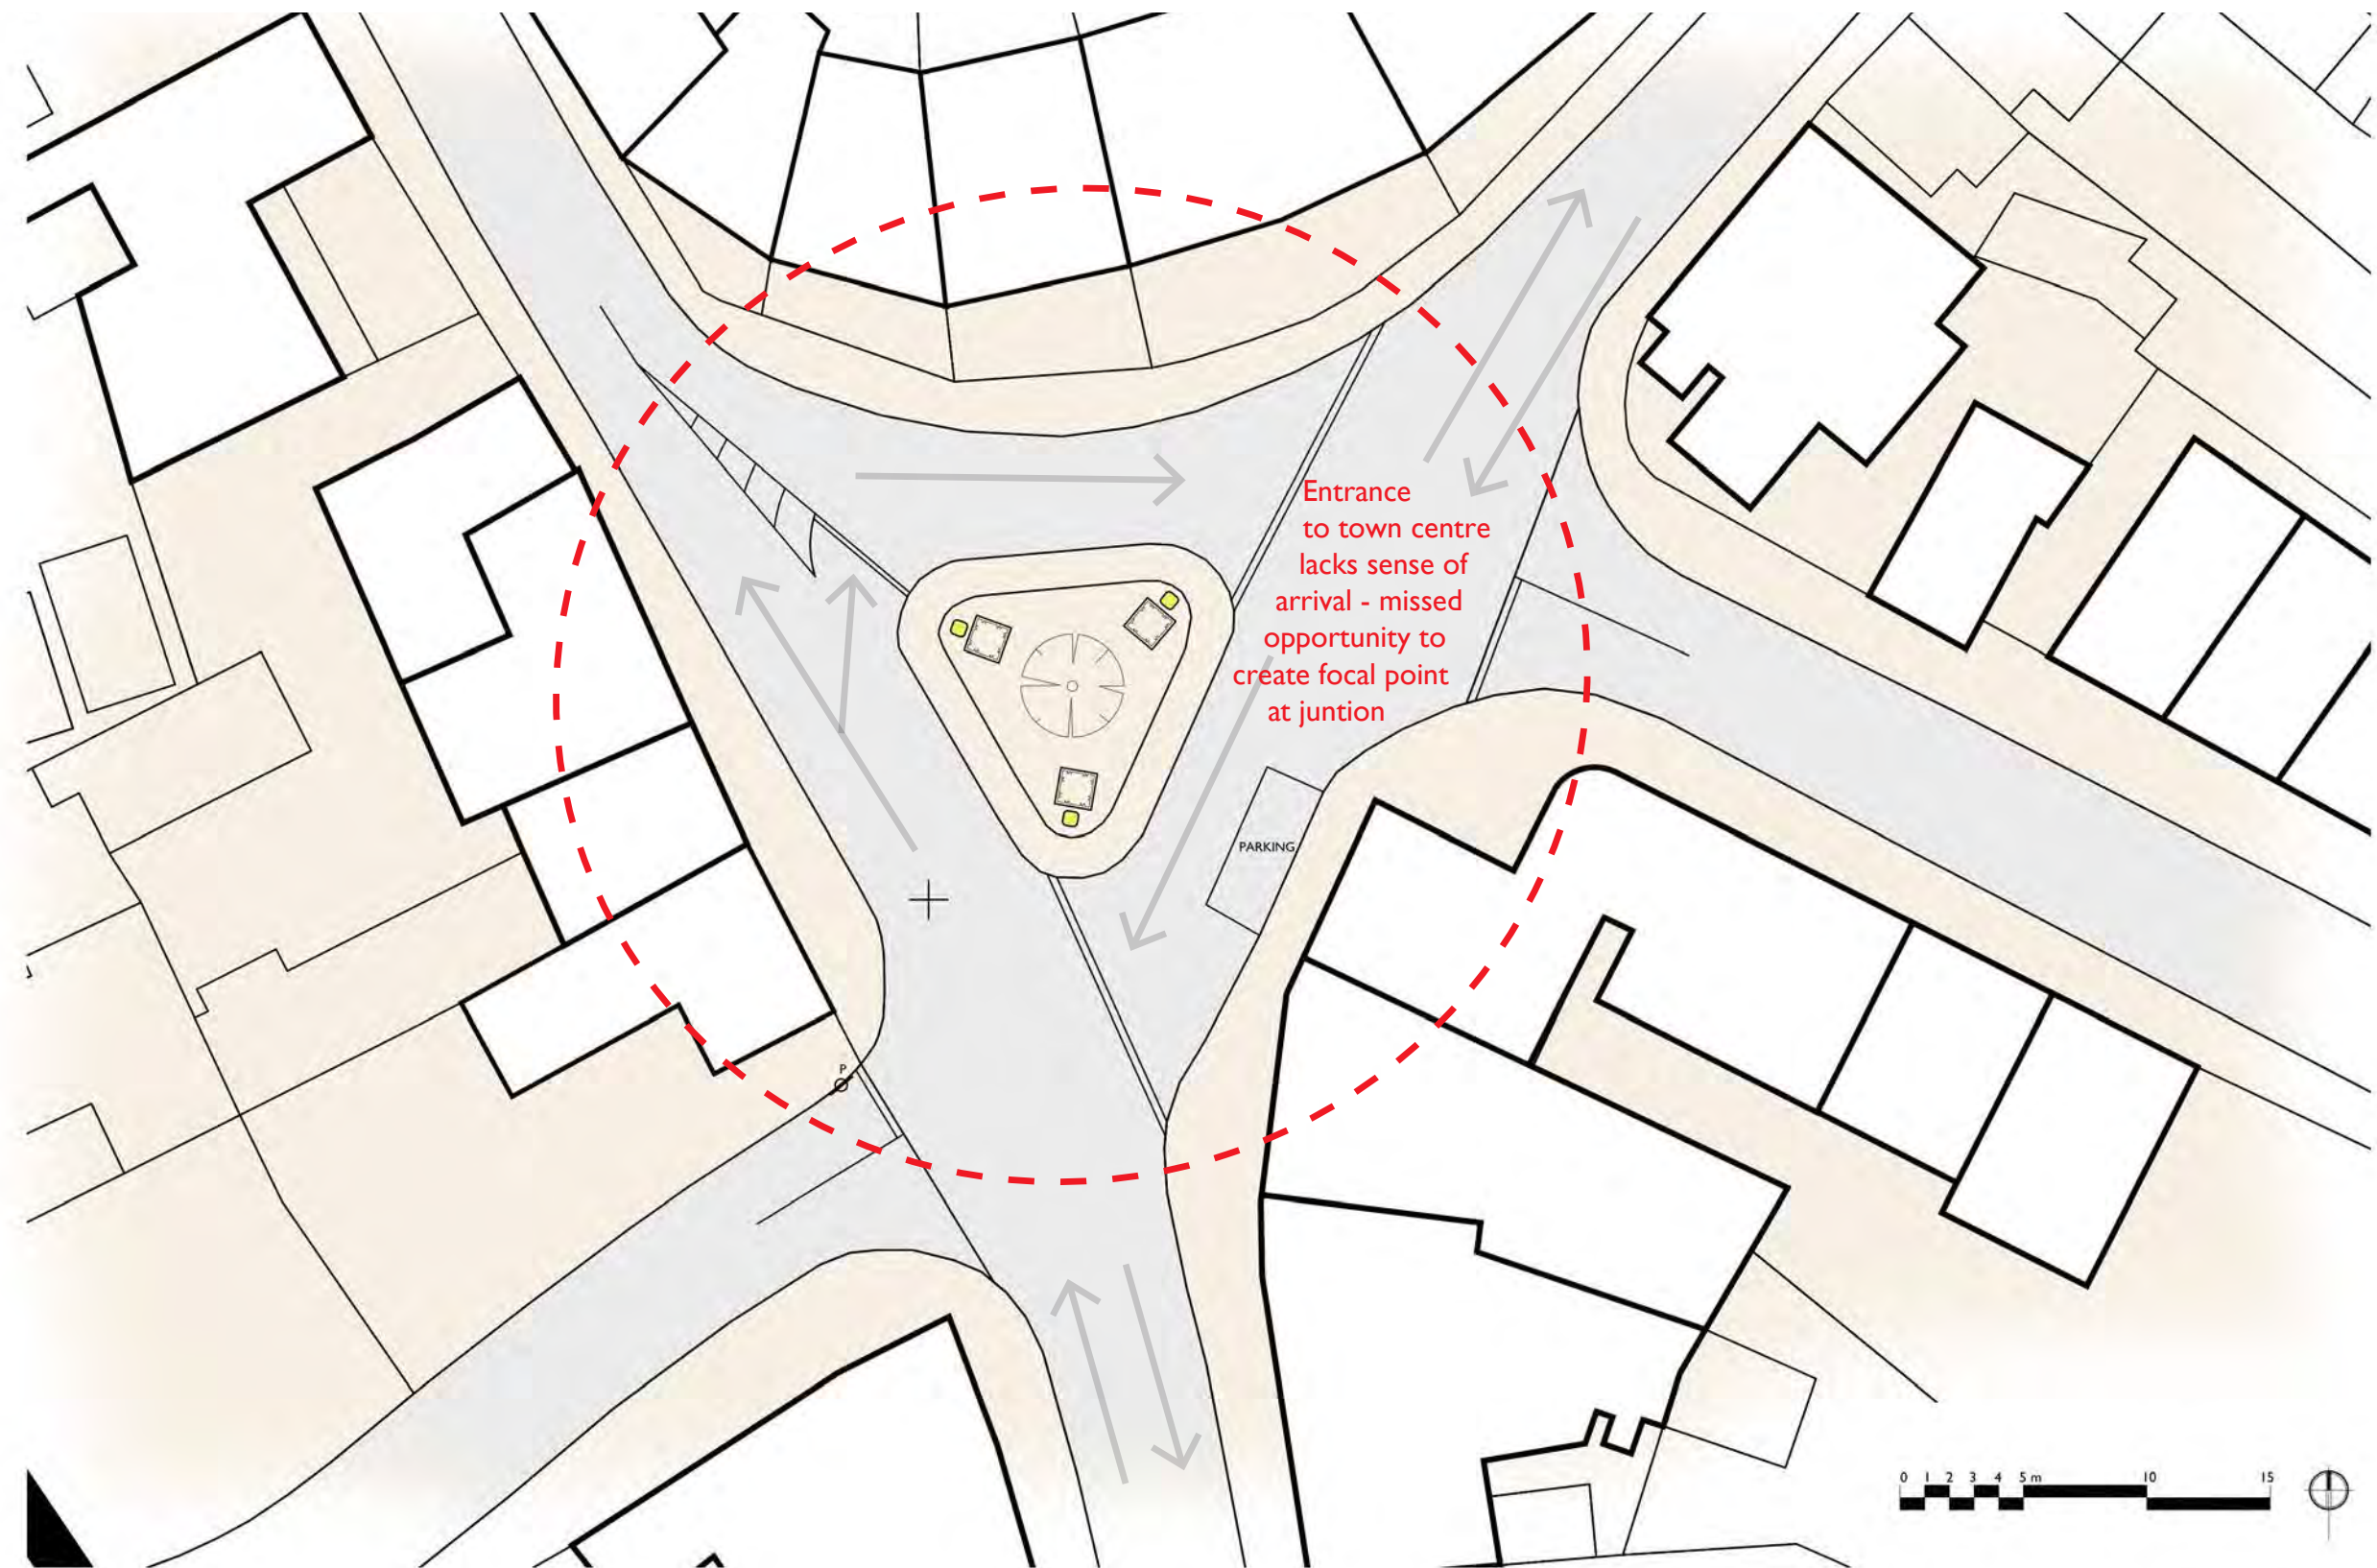 Entrance
to town centre
lacks sense of
arrival - missed
opportunity to
create focal point
at juntion
PARKING
P
0 1 2 3 4 5 m 10 15